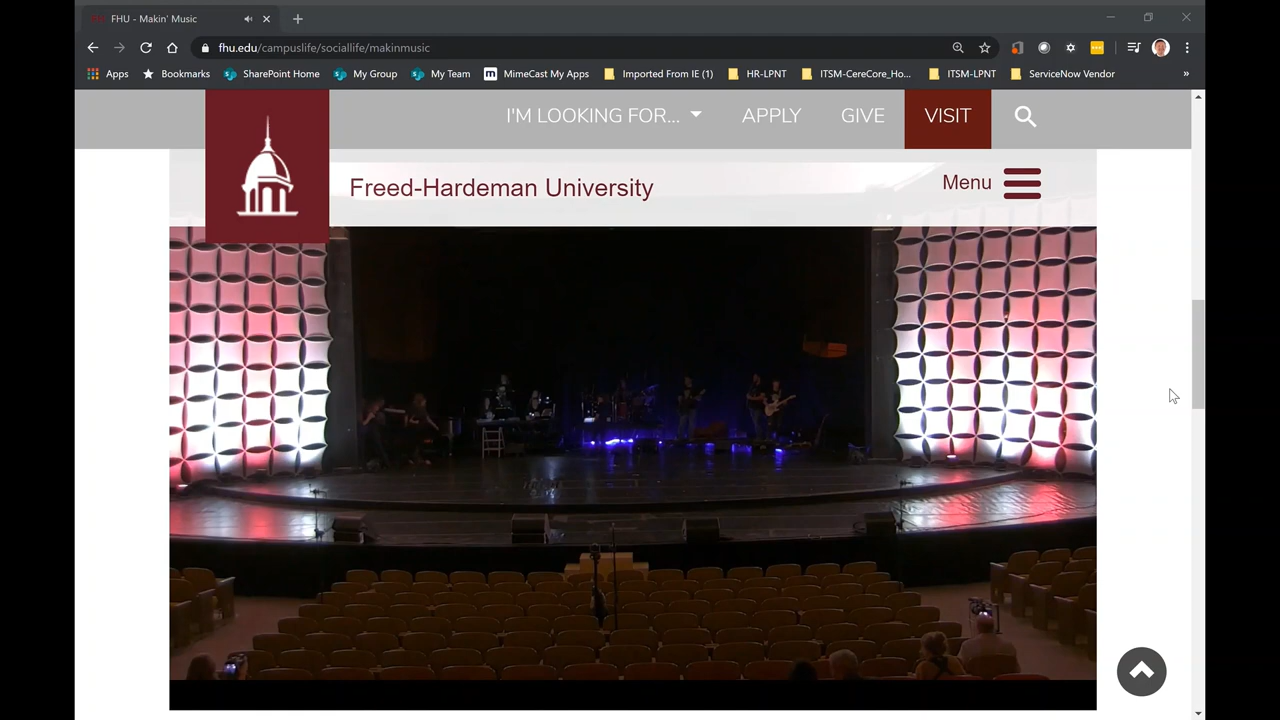 FHU - Makin' Music
fhu.edu/campuslife/sociallife/makinmusic
Apps Bookmarks SharePoint Home My Group My Team MimeCast My Apps Imported From IE (1) HR-LPNT ITSM-CereCore_Ho... ITSM-LPNT ServiceNow Vendor »
I'M LOOKING FOR... APPLY GIVE VISIT
Freed-Hardeman University Menu